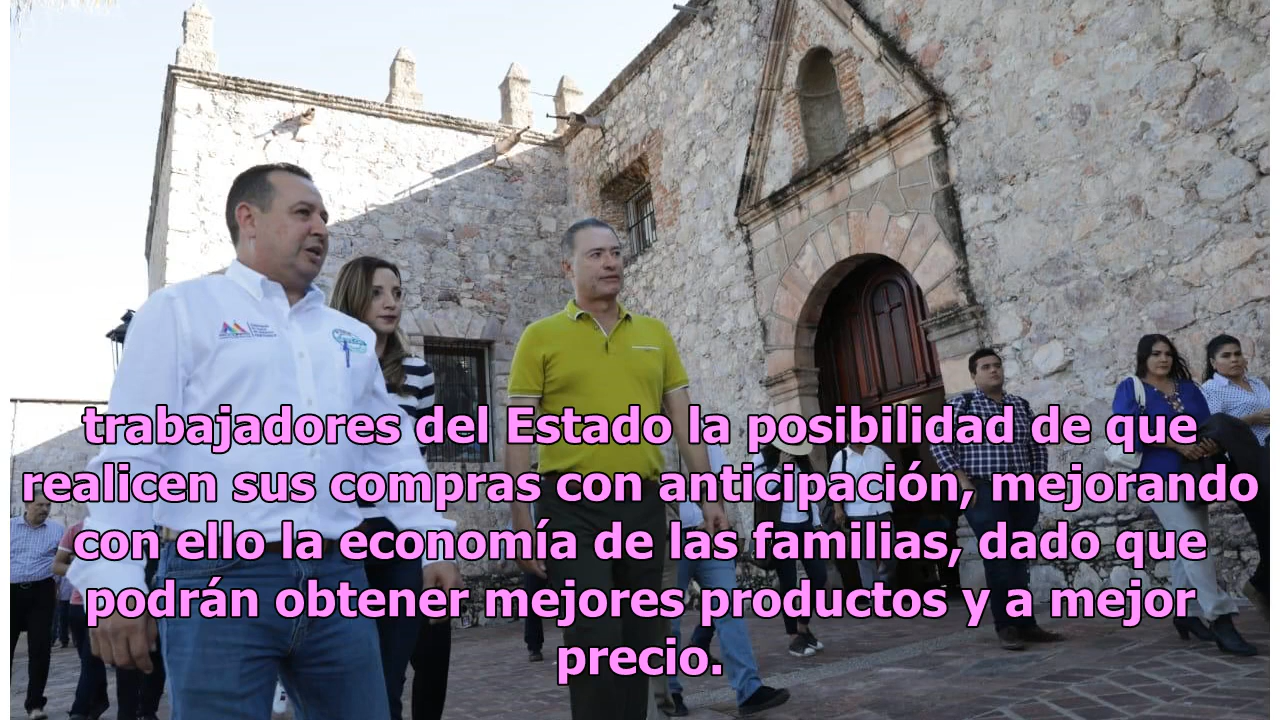 trabajadores del Estado la posibilidad de que
realicen sus compras con anticipación, mejorando
con ello la economía de las familias, dado que
podrán obtener mejores productos y a mejor
precio.